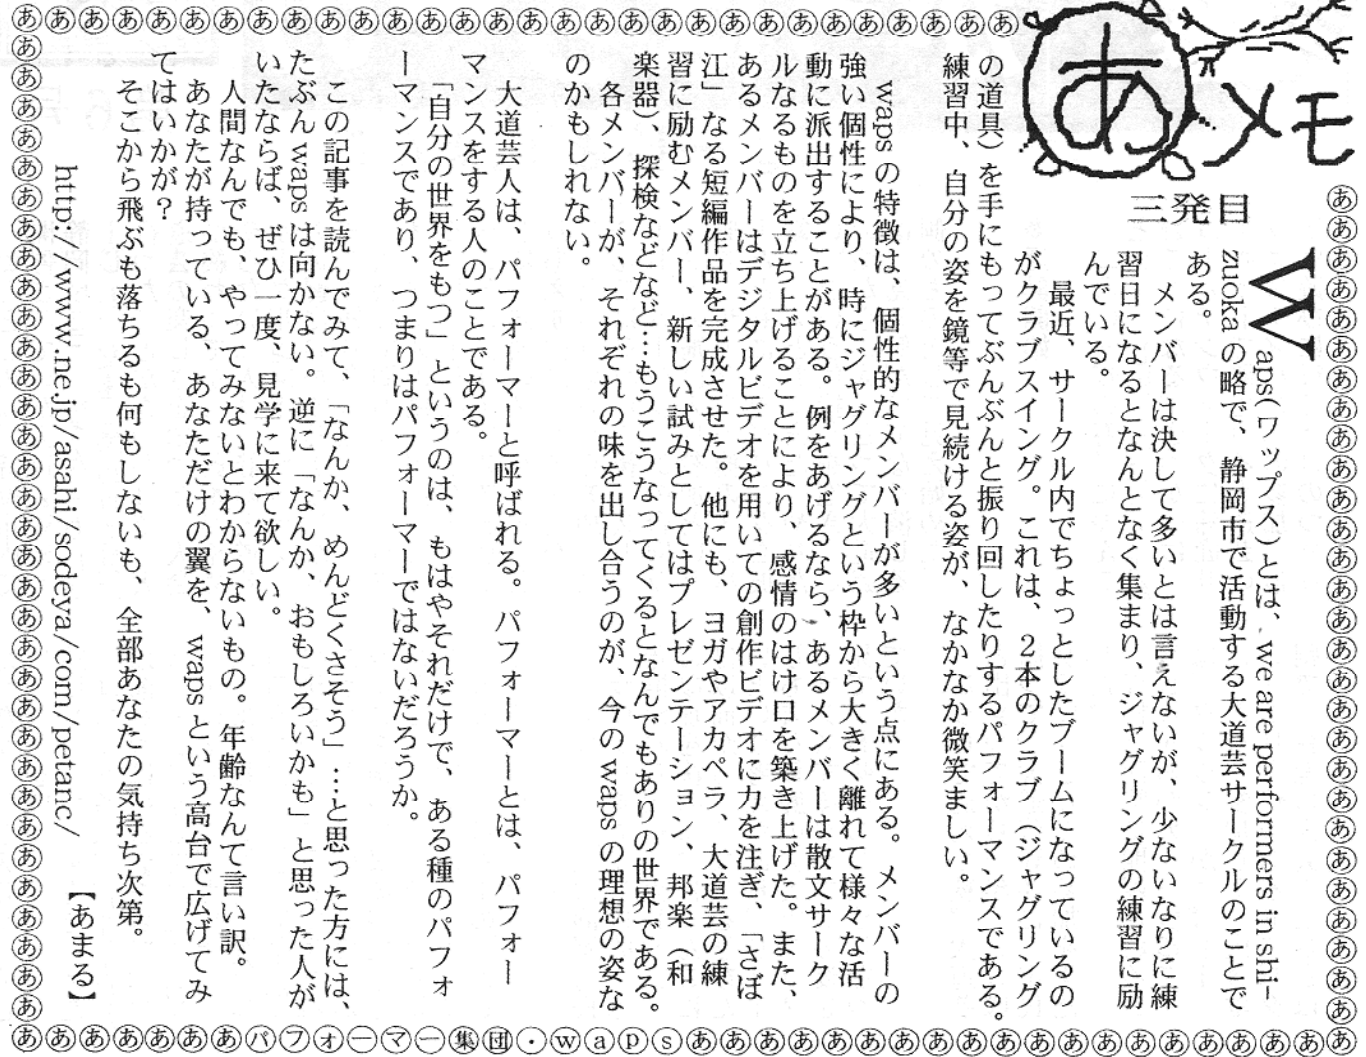 あメモ
三発目
Waps(ワップス)とは、we are performers in shi-
zuokaの略で、静岡市で活動する大道芸サークルのことで
ある。
メンバーは決して多いとは言えないが、少ないなりに練
習日になるとなんとなく集まり、ジャグリングの練習に励
んでいる。
最近、サークル内でちょっとしたブームになっているの
がクラブスイング。これは、2本のクラブ(ジャグリング
の道具)を手にもってぶんぶんと振り回したりするパフォーマンスである。
練習中、自分の姿を鏡等で見続ける姿が、なかなか微笑ましい。
wapsの特徴は、個性的なメンバーが多いという点にある。メンバーの
強い個性により、時にジャグリングという枠から大きく離れて様々な活
動に派出することがある。例をあげるなら、あるメンバーは散文サーク
ルなるものを立ち上げることにより、感情のはけ口を築き上げた。また、
あるメンバーはデジタルビデオを用いての創作ビデオに力を注ぎ、「さぼ
江」なる短編作品を完成させた。他にも、ヨガやアカペラ、大道芸の練
習に励むメンバー、新しい試みとしてはプレゼンテーション、邦楽(和
楽器)、探検などなど…もうこうなってくるとなんでもありの世界である。
各メンバーが、それぞれの味を出し合うのが、今のwapsの理想の姿な
のかもしれない。
大道芸人は、パフォーマーと呼ばれる。パフォーマーとは、パフォー
マンスをする人のことである。
「自分の世界をもつ」というのは、もはやそれだけで、ある種のパフォ
ーマンスであり、つまりはパフォーマーではないだろうか。
この記事を読んでみて、「なんか、めんどくさそう」…と思った方には、
たぶんwapsは向かない。逆に「なんか、おもしろいかも」と思った人が
いたならば、ぜひ一度、見学に来て欲しい。
人間なんでも、やってみないとわからないもの。年齢なんて言い訳。
あなたが持っている、あなただけの翼を、wapsという高台で広げてみ
てはいかが?
そこから飛ぶも落ちるも何もしないも、全部あなたの気持ち次第。
http://www.ne.jp/asahi/sodeya/com/petanc/
【あまる】
パフォーマー集団・waps